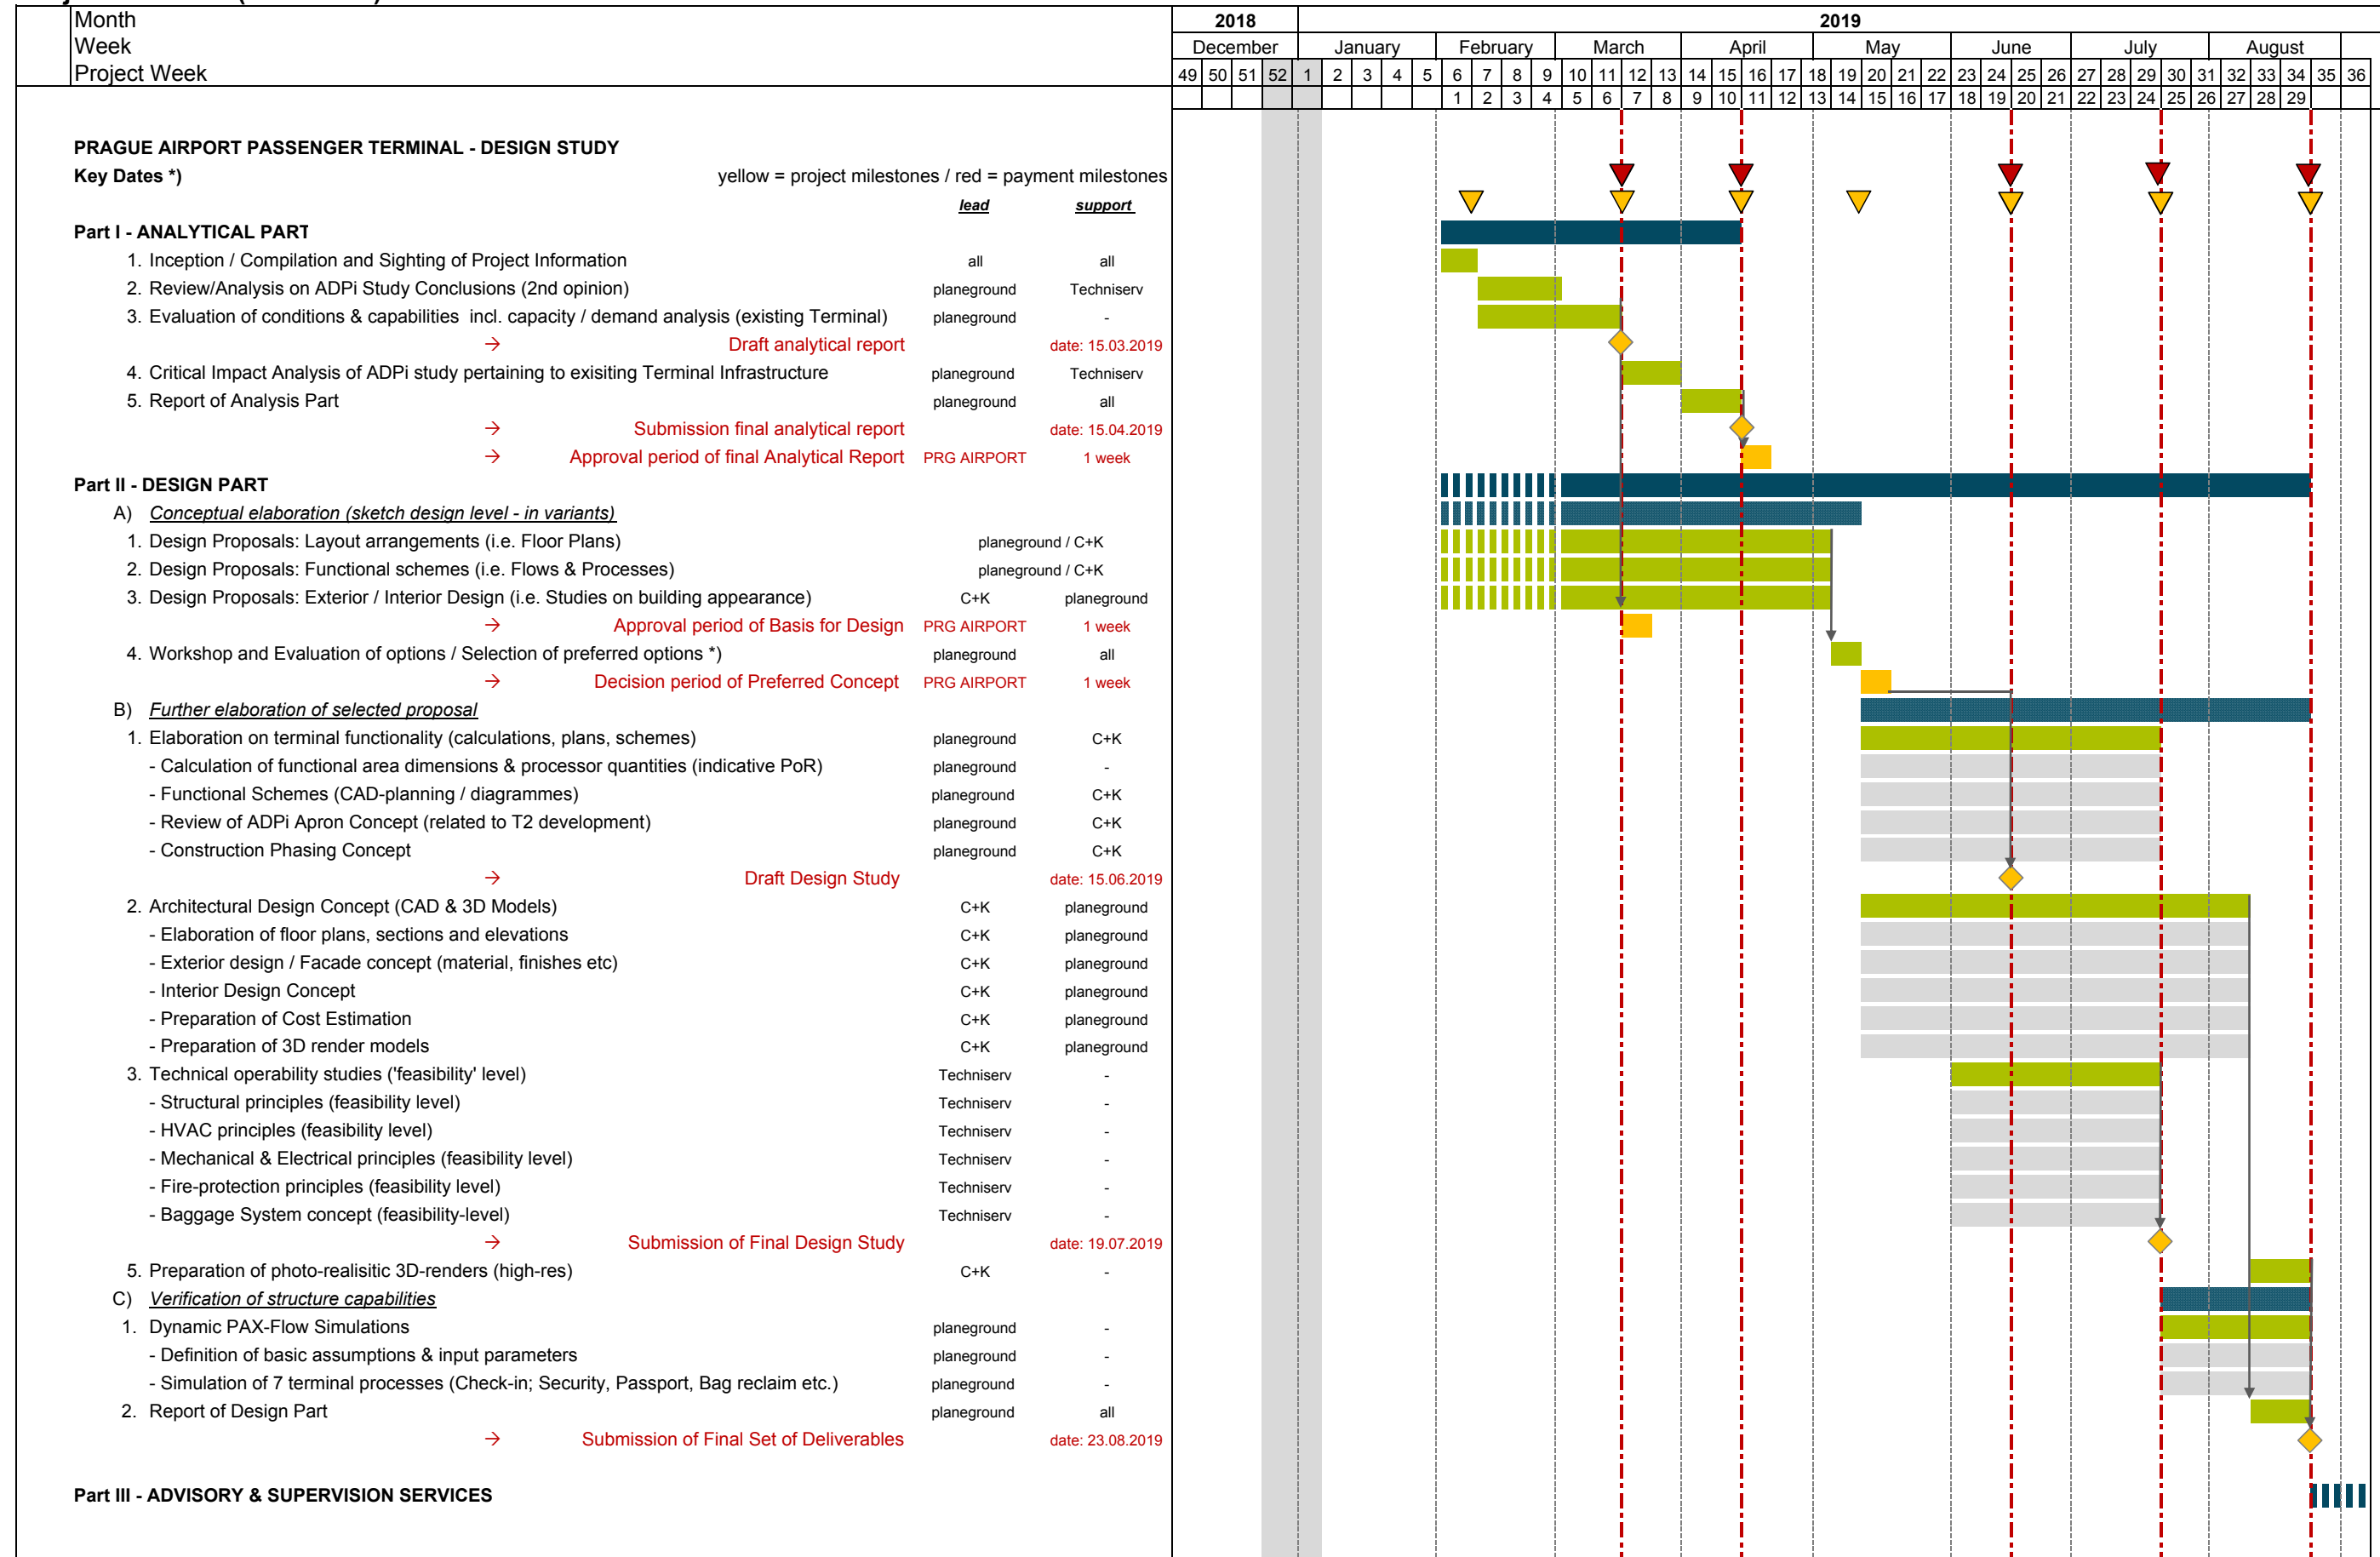 Month
2018 2019
Week
December January February March April May June July August
Project Week
49 50 51 52 1 2 3 4 5 6 7 8 9 10 11 12 13 14 15 16 17 18 19 20 21 22 23 24 25 26 27 28 29 30 31 32 33 34 35 36
1 2 3 4 5 6 7 8 9 10 11 12 13 14 15 16 17 18 19 20 21 22 23 24 25 26 27 28 29
PRAGUE AIRPORT PASSENGER TERMINAL - DESIGN STUDY
Key Dates *) yellow = project milestones / red = payment milestones
lead support
Part I - ANALYTICAL PART
1. Inception / Compilation and Sighting of Project Information all all
2. Review/Analysis on ADPi Study Conclusions (2nd opinion) planeground Techniserv
3. Evaluation of conditions & capabilities incl. capacity / demand analysis (existing Terminal) planeground -
→ Draft analytical report date: 15.03.2019
4. Critical Impact Analysis of ADPi study pertaining to exisiting Terminal Infrastructure planeground Techniserv
5. Report of Analysis Part planeground all
→ Submission final analytical report date: 15.04.2019
→ Approval period of final Analytical Report PRG AIRPORT 1 week
Part II - DESIGN PART
A) Conceptual elaboration (sketch design level - in variants)
1. Design Proposals: Layout arrangements (i.e. Floor Plans) planeground / C+K
2. Design Proposals: Functional schemes (i.e. Flows & Processes) planeground / C+K
3. Design Proposals: Exterior / Interior Design (i.e. Studies on building appearance) C+K planeground
→ Approval period of Basis for Design PRG AIRPORT 1 week
4. Workshop and Evaluation of options / Selection of preferred options *) planeground all
→ Decision period of Preferred Concept PRG AIRPORT 1 week
B) Further elaboration of selected proposal
1. Elaboration on terminal functionality (calculations, plans, schemes) planeground C+K
- Calculation of functional area dimensions & processor quantities (indicative PoR) planeground -
- Functional Schemes (CAD-planning / diagrammes) planeground C+K
- Review of ADPi Apron Concept (related to T2 development) planeground C+K
- Construction Phasing Concept planeground C+K
→ Draft Design Study date: 15.06.2019
2. Architectural Design Concept (CAD & 3D Models) C+K planeground
- Elaboration of floor plans, sections and elevations C+K planeground
- Exterior design / Facade concept (material, finishes etc) C+K planeground
- Interior Design Concept C+K planeground
- Preparation of Cost Estimation C+K planeground
- Preparation of 3D render models C+K planeground
3. Technical operability studies ('feasibility' level) Techniserv -
- Structural principles (feasibility level) Techniserv -
- HVAC principles (feasibility level) Techniserv -
- Mechanical & Electrical principles (feasibility level) Techniserv -
- Fire-protection principles (feasibility level) Techniserv -
- Baggage System concept (feasibility-level) Techniserv -
→ Submission of Final Design Study date: 19.07.2019
5. Preparation of photo-realisitic 3D-renders (high-res) C+K -
C) Verification of structure capabilities
1. Dynamic PAX-Flow Simulations planeground -
- Definition of basic assumptions & input parameters planeground -
- Simulation of 7 terminal processes (Check-in; Security, Passport, Bag reclaim etc.) planeground -
2. Report of Design Part planeground all
→ Submission of Final Set of Deliverables date: 23.08.2019
Part III - ADVISORY & SUPERVISION SERVICES